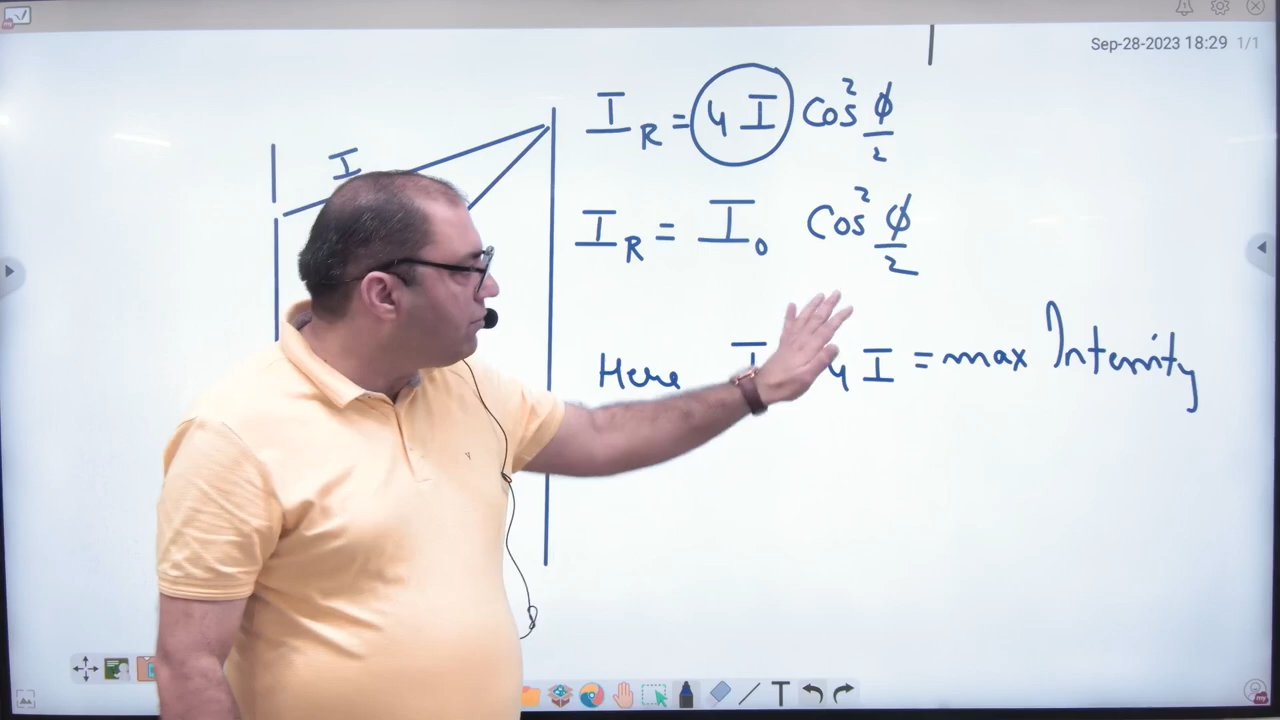 Sep-28-2023 18:29 1/1
I
I_R = 4 I Cos² ϕ/2
I_R = I₀ Cos² ϕ/2
Here I 4 I = max Intensity
T